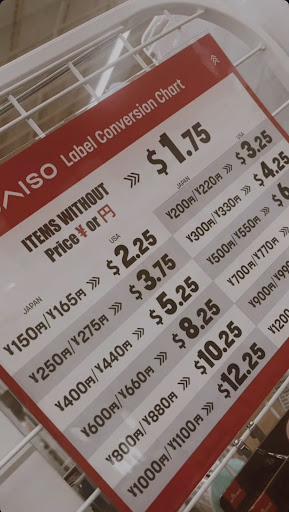 AISO Label Conversion Chart
ITEMS WITHOUT
Price ¥ or 円 >>> $1.75
JAPAN USA
¥150円/¥165円 >>> $2.25
¥250円/¥275円 >>> $3.75
¥400円/¥440円 >>> $5.25
¥600円/¥660円 >>> $8.25
¥800円/¥880円 >>> $10.25
¥1000円/¥1100円 >>> $12.25
JAPAN USA
¥200円/¥220円 >>> $3.25
¥300円/¥330円 >>> $4.25
¥500円/¥550円 >>> $6
¥700円/¥770円 >>>
¥900円/¥99
¥1200